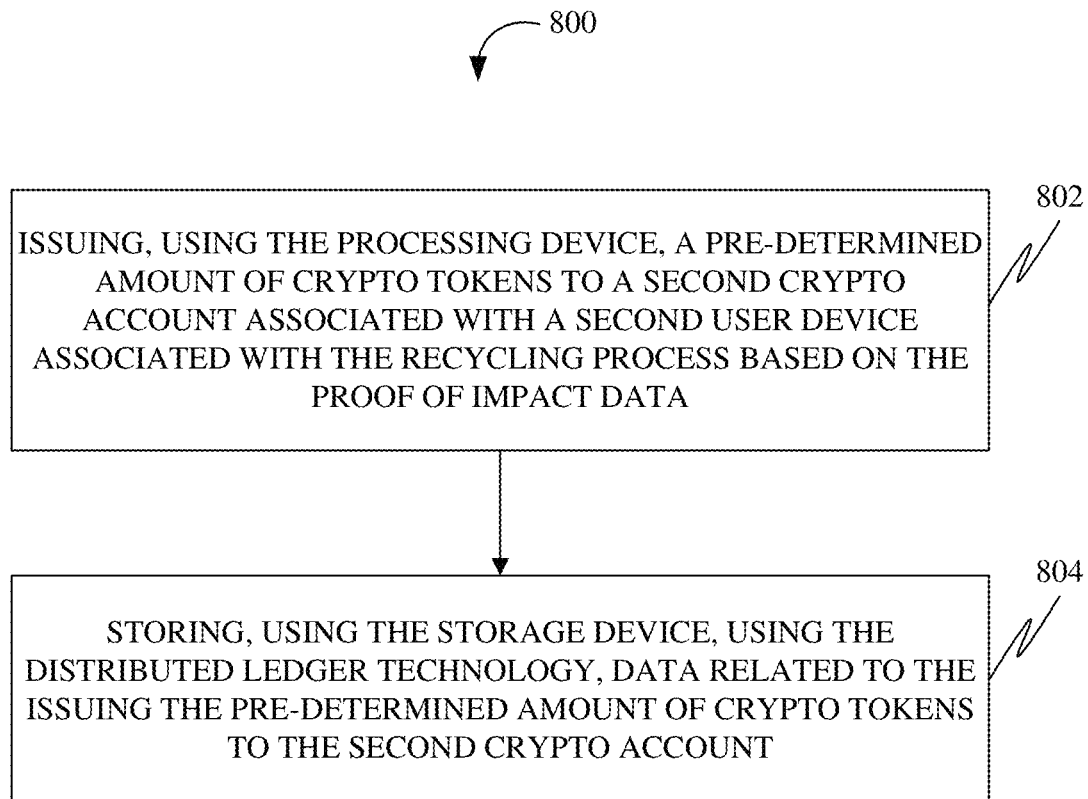 800
802
ISSUING, USING THE PROCESSING DEVICE, A PRE-DETERMINED
AMOUNT OF CRYPTO TOKENS TO A SECOND CRYPTO
ACCOUNT ASSOCIATED WITH A SECOND USER DEVICE
ASSOCIATED WITH THE RECYCLING PROCESS BASED ON THE
PROOF OF IMPACT DATA
804
STORING, USING THE STORAGE DEVICE, USING THE
DISTRIBUTED LEDGER TECHNOLOGY, DATA RELATED TO THE
ISSUING THE PRE-DETERMINED AMOUNT OF CRYPTO TOKENS
TO THE SECOND CRYPTO ACCOUNT